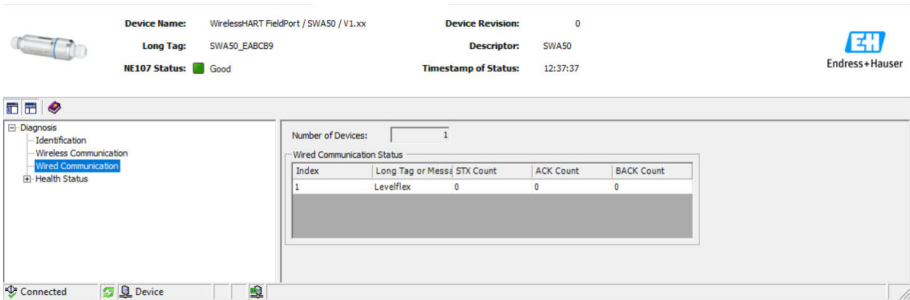 Device Name: WirelessHART FieldPort / SWA50 / V1.xx Device Revision: 0
Long Tag: SWA50_EABCB9 Descriptor: SWA50
NE107 Status: Good Timestamp of Status: 12:37:37
EH
Endress+Hauser
Diagnosis
Identification
Wireless Communication
Wired Communication
Health Status
Number of Devices: 1
Wired Communication Status
Index Long Tag or Messa STX Count ACK Count BACK Count
1 Levelflex 0 0 0
Connected Device